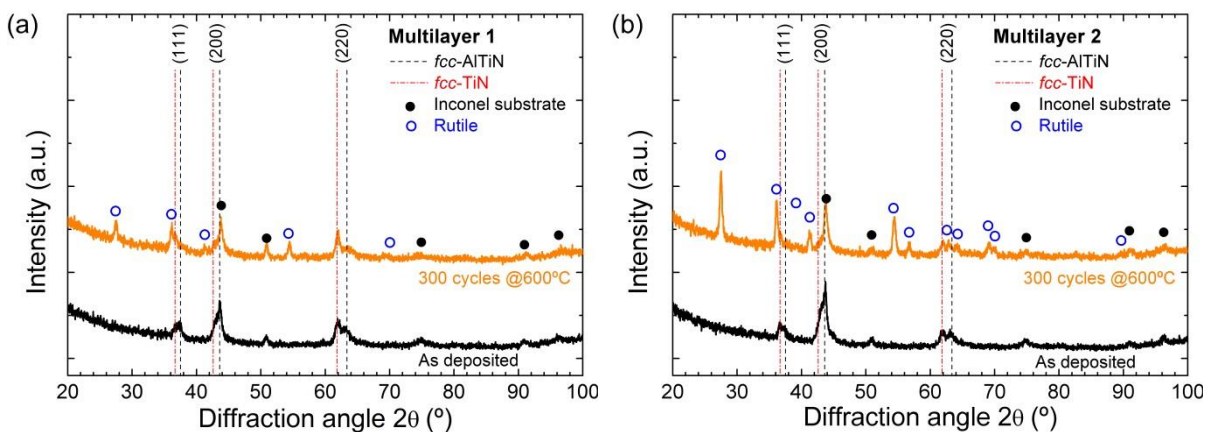 (a)
(111)
(200)
(220)
Multilayer 1
fcc-AlTiN
fcc-TiN
Inconel substrate
Rutile
Intensity (a.u.)
300 cycles @600ºC
As deposited
20 30 40 50 60 70 80 90 100
Diffraction angle 2θ (º)
(b)
(111)
(200)
(220)
Multilayer 2
fcc-AlTiN
fcc-TiN
Inconel substrate
Rutile
Intensity (a.u.)
300 cycles @600ºC
As deposited
20 30 40 50 60 70 80 90 100
Diffraction angle 2θ (º)